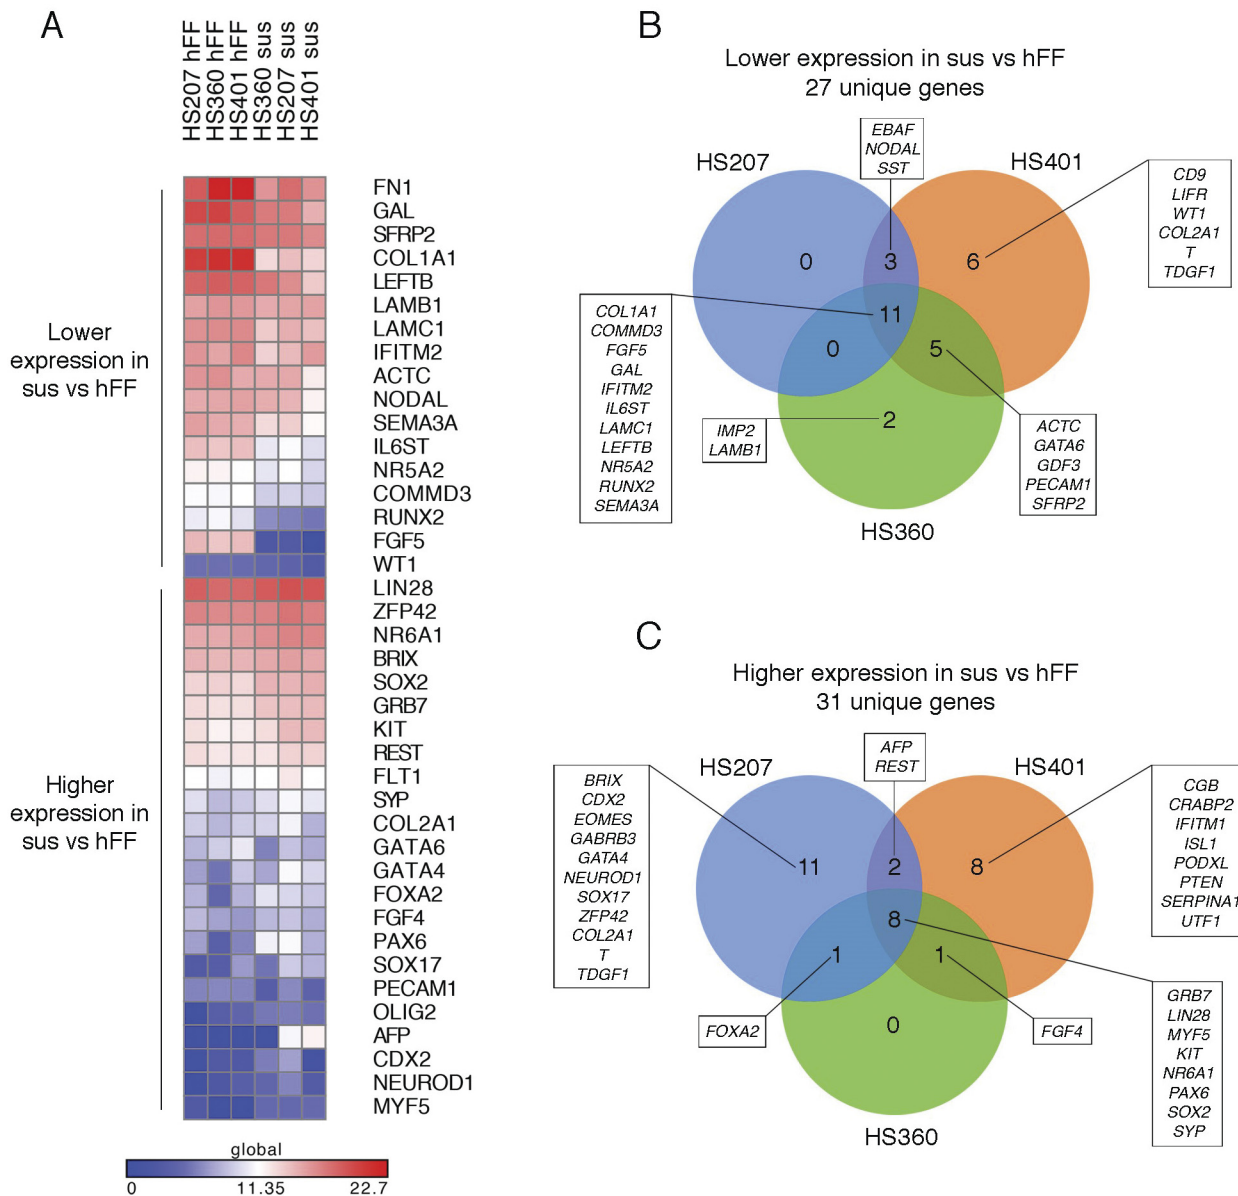 A
HS207 hFF
HS360 hFF
HS401 hFF
HS360 sus
HS207 sus
HS401 sus
Lower
expression in
sus vs hFF
Higher
expression in
sus vs hFF
FN1
GAL
SFRP2
COL1A1
LEFTB
LAMB1
LAMC1
IFITM2
ACTC
NODAL
SEMA3A
IL6ST
NR5A2
COMMD3
RUNX2
FGF5
WT1
LIN28
ZFP42
NR6A1
BRIX
SOX2
GRB7
KIT
REST
FLT1
SYP
COL2A1
GATA6
GATA4
FOXA2
FGF4
PAX6
SOX17
PECAM1
OLIG2
AFP
CDX2
NEUROD1
MYF5
global
0 11.35 22.7
B
Lower expression in sus vs hFF
27 unique genes
HS207
HS401
HS360
EBAF
NODAL
SST
CD9
LIFR
WT1
COL2A1
T
TDGF1
0
3
6
11
0
5
2
COL1A1
COMMD3
FGF5
GAL
IFITM2
IL6ST
LAMC1
LEFTB
NR5A2
RUNX2
SEMA3A
IMP2
LAMB1
ACTC
GATA6
GDF3
PECAM1
SFRP2
C
Higher expression in sus vs hFF
31 unique genes
HS207
HS401
HS360
AFP
REST
BRIX
CDX2
EOMES
GABRB3
GATA4
NEUROD1
SOX17
ZFP42
COL2A1
T
TDGF1
11
2
8
8
1
1
0
CGB
CRABP2
IFITM1
ISL1
PODXL
PTEN
SERPINA1
UTF1
FOXA2
FGF4
GRB7
LIN28
MYF5
KIT
NR6A1
PAX6
SOX2
SYP